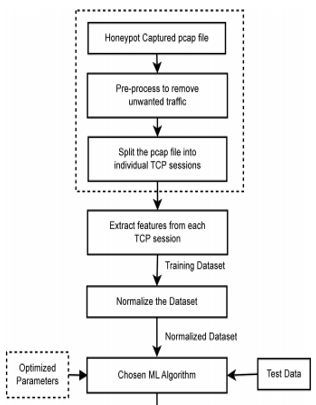 Honeypot Captured pcap file
Pre-process to remove
unwanted traffic
Split the pcap file into
individual TCP sessions
Extract features from each
TCP session
Training Dataset
Normalize the Dataset
Normalized Dataset
Optimized
Parameters
Chosen ML Algorithm
Test Data